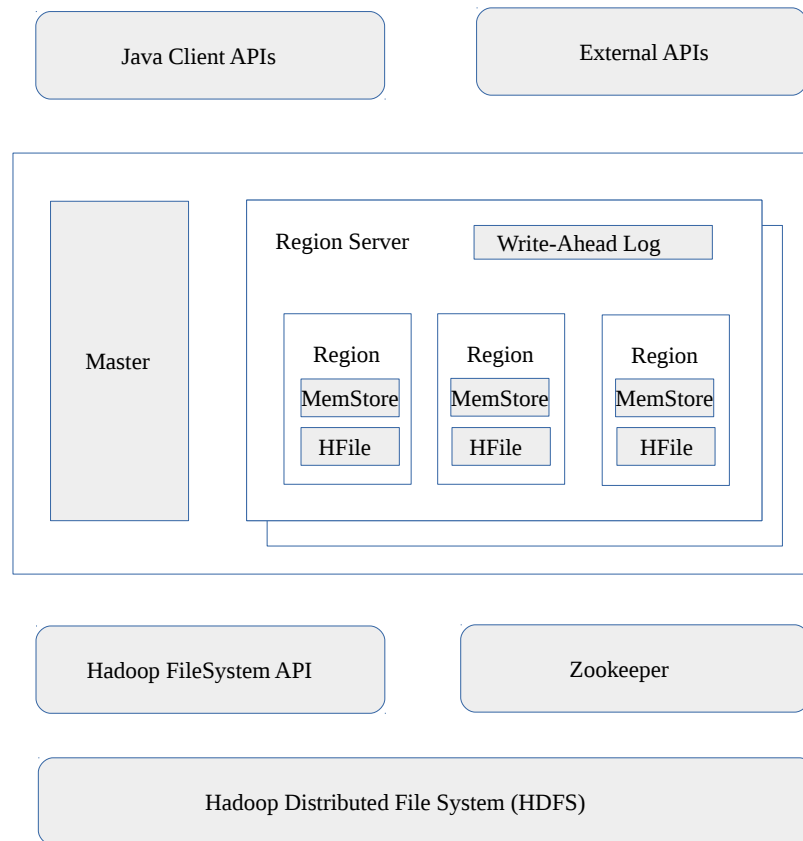 Java Client APIs
External APIs
Region Server
Write-Ahead Log
Master
Region
MemStore
HFile
Region
MemStore
HFile
Region
MemStore
HFile
Hadoop FileSystem API
Zookeeper
Hadoop Distributed File System (HDFS)